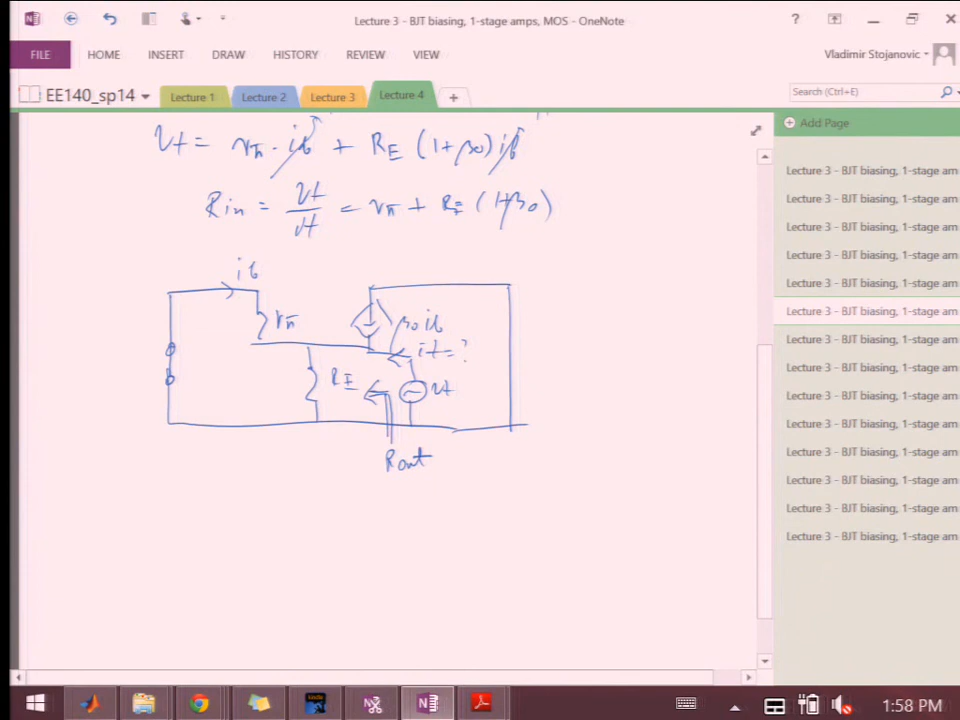 Lecture 3 - BJT biasing, 1-stage amps, MOS - OneNote
?
FILE HOME INSERT DRAW HISTORY REVIEW VIEW
Vladimir Stojanovic
EE140_sp14
Lecture 1
Lecture 2
Lecture 3
Lecture 4
+
Search (Ctrl+E)
Add Page
vt = rπ · ib + RE (1+βo) ib
Rin = vt/it = rπ + RE (1+βo)
ib
rπ
βo ib
it = ?
RE
vt
Rout
Lecture 3 - BJT biasing, 1-stage am
Lecture 3 - BJT biasing, 1-stage am
Lecture 3 - BJT biasing, 1-stage am
Lecture 3 - BJT biasing, 1-stage am
Lecture 3 - BJT biasing, 1-stage am
Lecture 3 - BJT biasing, 1-stage am
Lecture 3 - BJT biasing, 1-stage am
Lecture 3 - BJT biasing, 1-stage am
Lecture 3 - BJT biasing, 1-stage am
Lecture 3 - BJT biasing, 1-stage am
Lecture 3 - BJT biasing, 1-stage am
Lecture 3 - BJT biasing, 1-stage am
Lecture 3 - BJT biasing, 1-stage am
Lecture 3 - BJT biasing, 1-stage am
kindle
1:58 PM